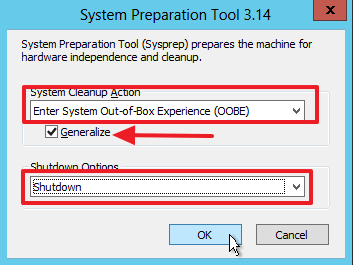 System Preparation Tool 3.14
x
System Preparation Tool (Sysprep) prepares the machine for
hardware independence and cleanup.
System Cleanup Action
Enter System Out-of-Box Experience (OOBE)
Generalize
Shutdown Options
Shutdown
OK
Cancel